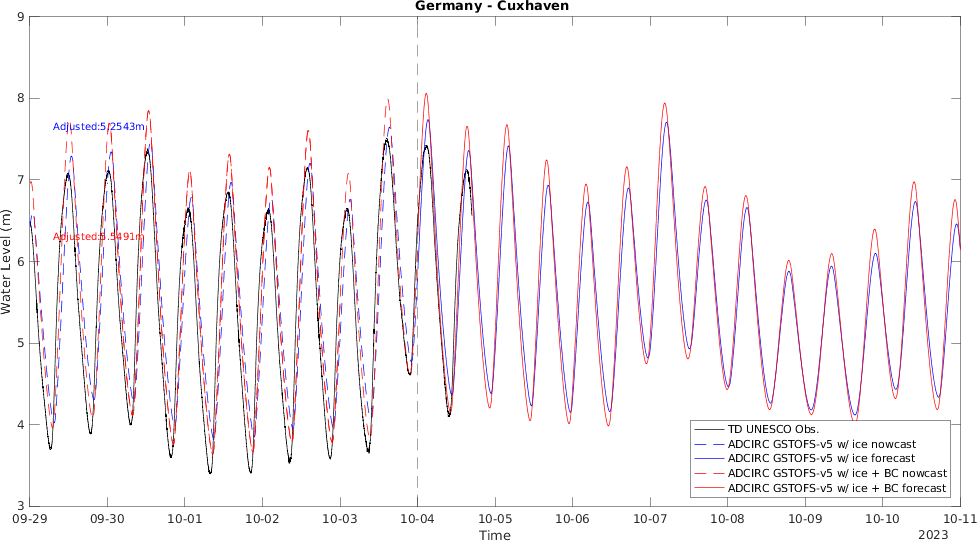 Germany - Cuxhaven
Water Level (m)
9
8
7
6
5
4
3
Adjusted:5.2543m
Adjusted:5.5491m
TD UNESCO Obs.
ADCIRC GSTOFS-v5 w/ ice nowcast
ADCIRC GSTOFS-v5 w/ ice forecast
ADCIRC GSTOFS-v5 w/ ice + BC nowcast
ADCIRC GSTOFS-v5 w/ ice + BC forecast
09-29 09-30 10-01 10-02 10-03 10-04 10-05 10-06 10-07 10-08 10-09 10-10 10-11
Time
2023